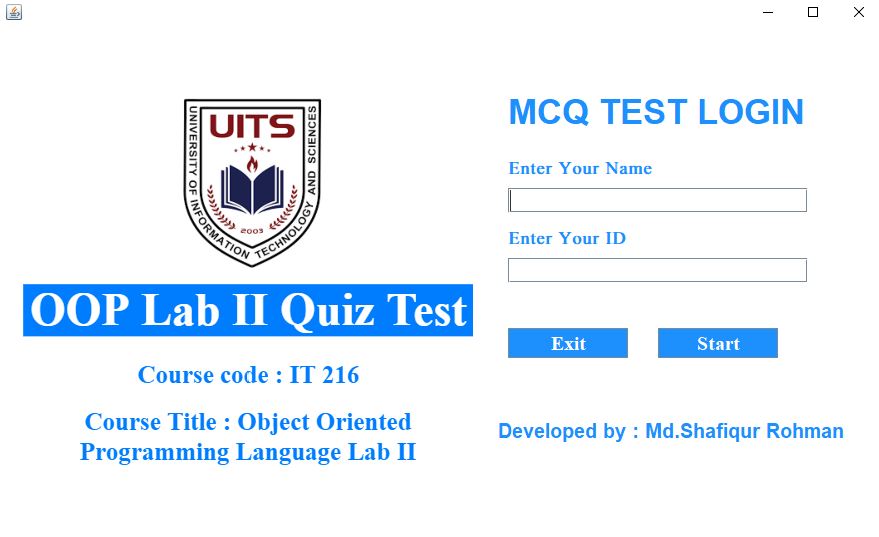 UITS
UNIVERSITY OF INFORMATION TECHNOLOGY AND SCIENCES
2003
OOP Lab II Quiz Test
Course code : IT 216
Course Title : Object Oriented
Programming Language Lab II
MCQ TEST LOGIN
Enter Your Name
Enter Your ID
Exit
Start
Developed by : Md.Shafiqur Rohman